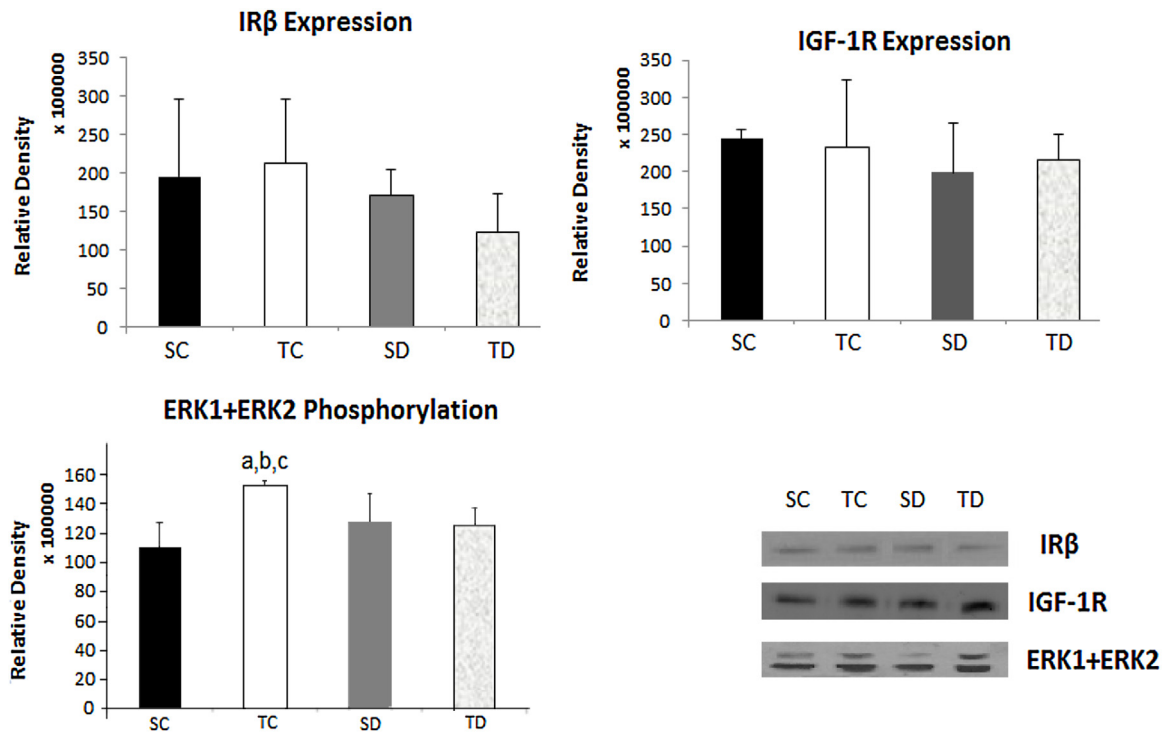 IRβ Expression
Relative Density
x 100000
350
300
250
200
150
100
50
0
SC TC SD TD
IGF-1R Expression
Relative Density
x 100000
350
300
250
200
150
100
50
0
SC TC SD TD
ERK1+ERK2 Phosphorylation
Relative Density
x 100000
160
140
120
100
80
60
40
20
0
a,b,c
SC TC SD TD
SC TC SD TD
IRβ
IGF-1R
ERK1+ERK2